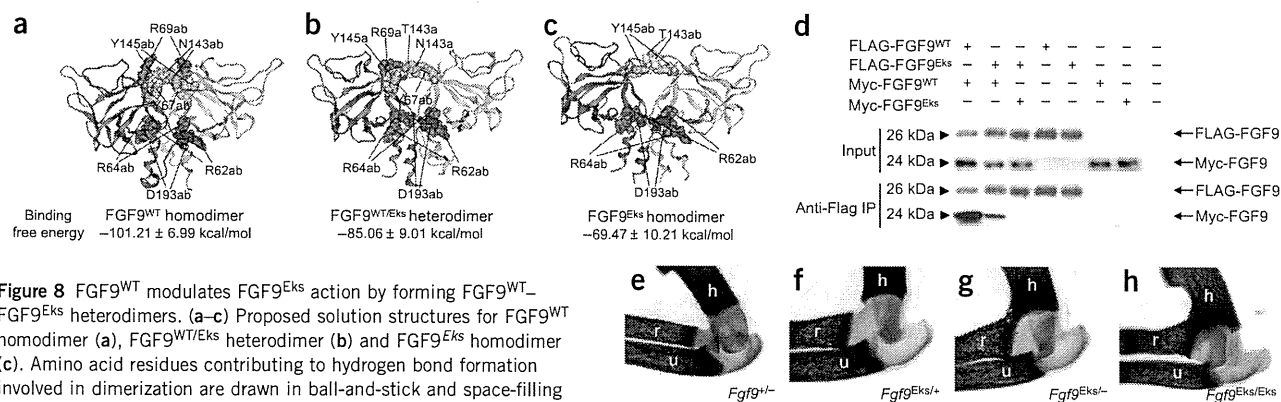 a
R69ab
Y145ab
N143ab
R64ab
R62ab
D193ab
Binding free energy
FGF9WT homodimer
–101.21 ± 6.99 kcal/mol
b
R69a
T143a
Y145a
N143a
R64ab
R62ab
D193ab
FGF9WT/Eks heterodimer
–85.06 ± 9.01 kcal/mol
c
Y145ab
T143ab
R64ab
R62ab
D193ab
FGF9Eks homodimer
–69.47 ± 10.21 kcal/mol
d
FLAG-FGF9WT + – – + – – – –
FLAG-FGF9Eks – + + – + – – –
Myc-FGF9WT + + – – – + – –
Myc-FGF9Eks – – + – – – + –
Input
26 kDa
FLAG-FGF9
24 kDa
Myc-FGF9
Anti-Flag IP
26 kDa
FLAG-FGF9
24 kDa
Myc-FGF9
Figure 8 FGF9WT modulates FGF9Eks action by forming FGF9WT–
FGF9Eks heterodimers. (a–c) Proposed solution structures for FGF9WT
homodimer (a), FGF9WT/Eks heterodimer (b) and FGF9Eks homodimer
(c). Amino acid residues contributing to hydrogen bond formation
involved in dimerization are drawn in ball-and-stick and space-filling
e
h
r
u
Fgf9+/–
f
h
r
u
Fgf9Eks/+
g
h
r
u
Fgf9Eks/–
h
h
r
u
Fgf9Eks/Eks